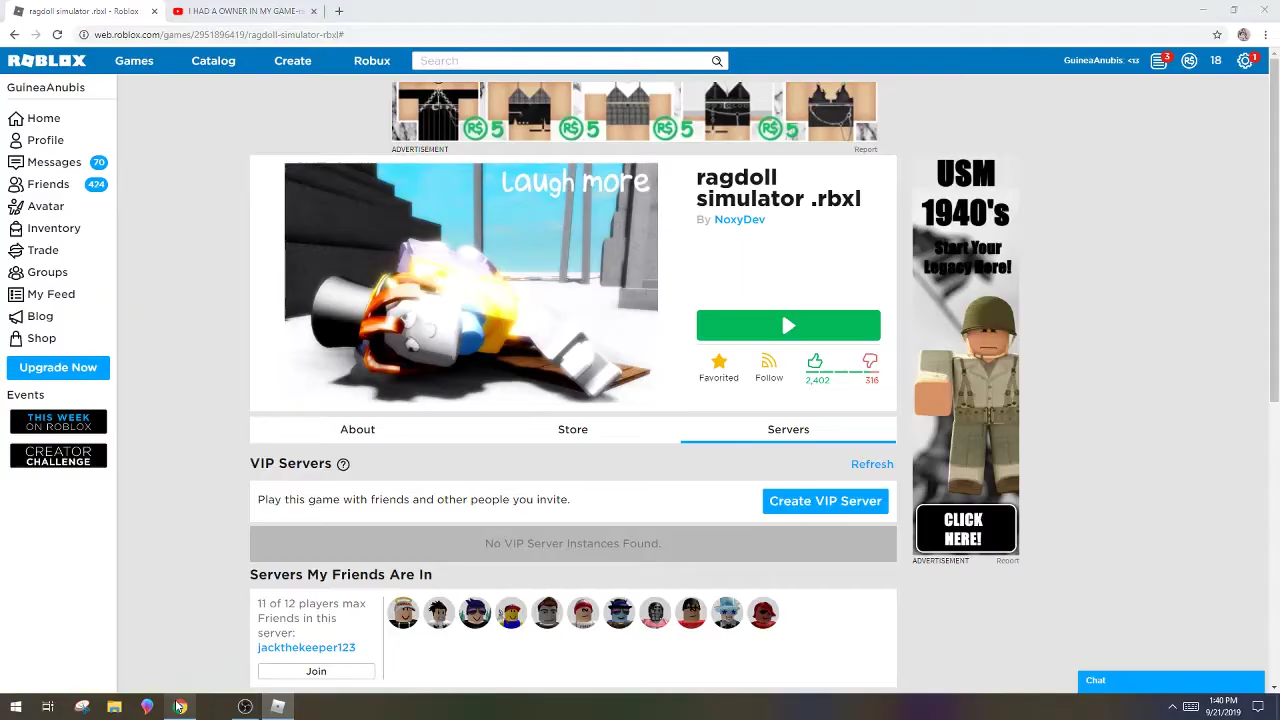 ragdoll simulator .rbxl
I HAD A OWNER IN MY GAME-r
web.roblox.com/games/2951896419/ragdoll-simulator-rbxl#
ROBLOX
Games
Catalog
Create
Robux
Search
GuineaAnubis: <13
3
18
1
GuineaAnubis
Home
Profile
Messages 70
Friends 424
Avatar
Inventory
Trade
Groups
My Feed
Blog
Shop
Upgrade Now
Events
THIS WEEK
ON ROBLOX
CREATOR
CHALLENGE
R$ 5 R$ 5 R$ 5 R$ 5
ADVERTISEMENT
Report
Laugh more
ragdoll
simulator .rbxl
By NoxyDev
Favorited
Follow
2,402
316
About
Store
Servers
VIP Servers ?
Refresh
Play this game with friends and other people you invite.
Create VIP Server
No VIP Server Instances Found.
Servers My Friends Are In
11 of 12 players max
Friends in this
server:
jackthekeeper123
Join
USM
1940's
Start Your
Legacy Here!
CLICK
HERE!
ADVERTISEMENT
Report
Chat
1:40 PM
9/21/2019